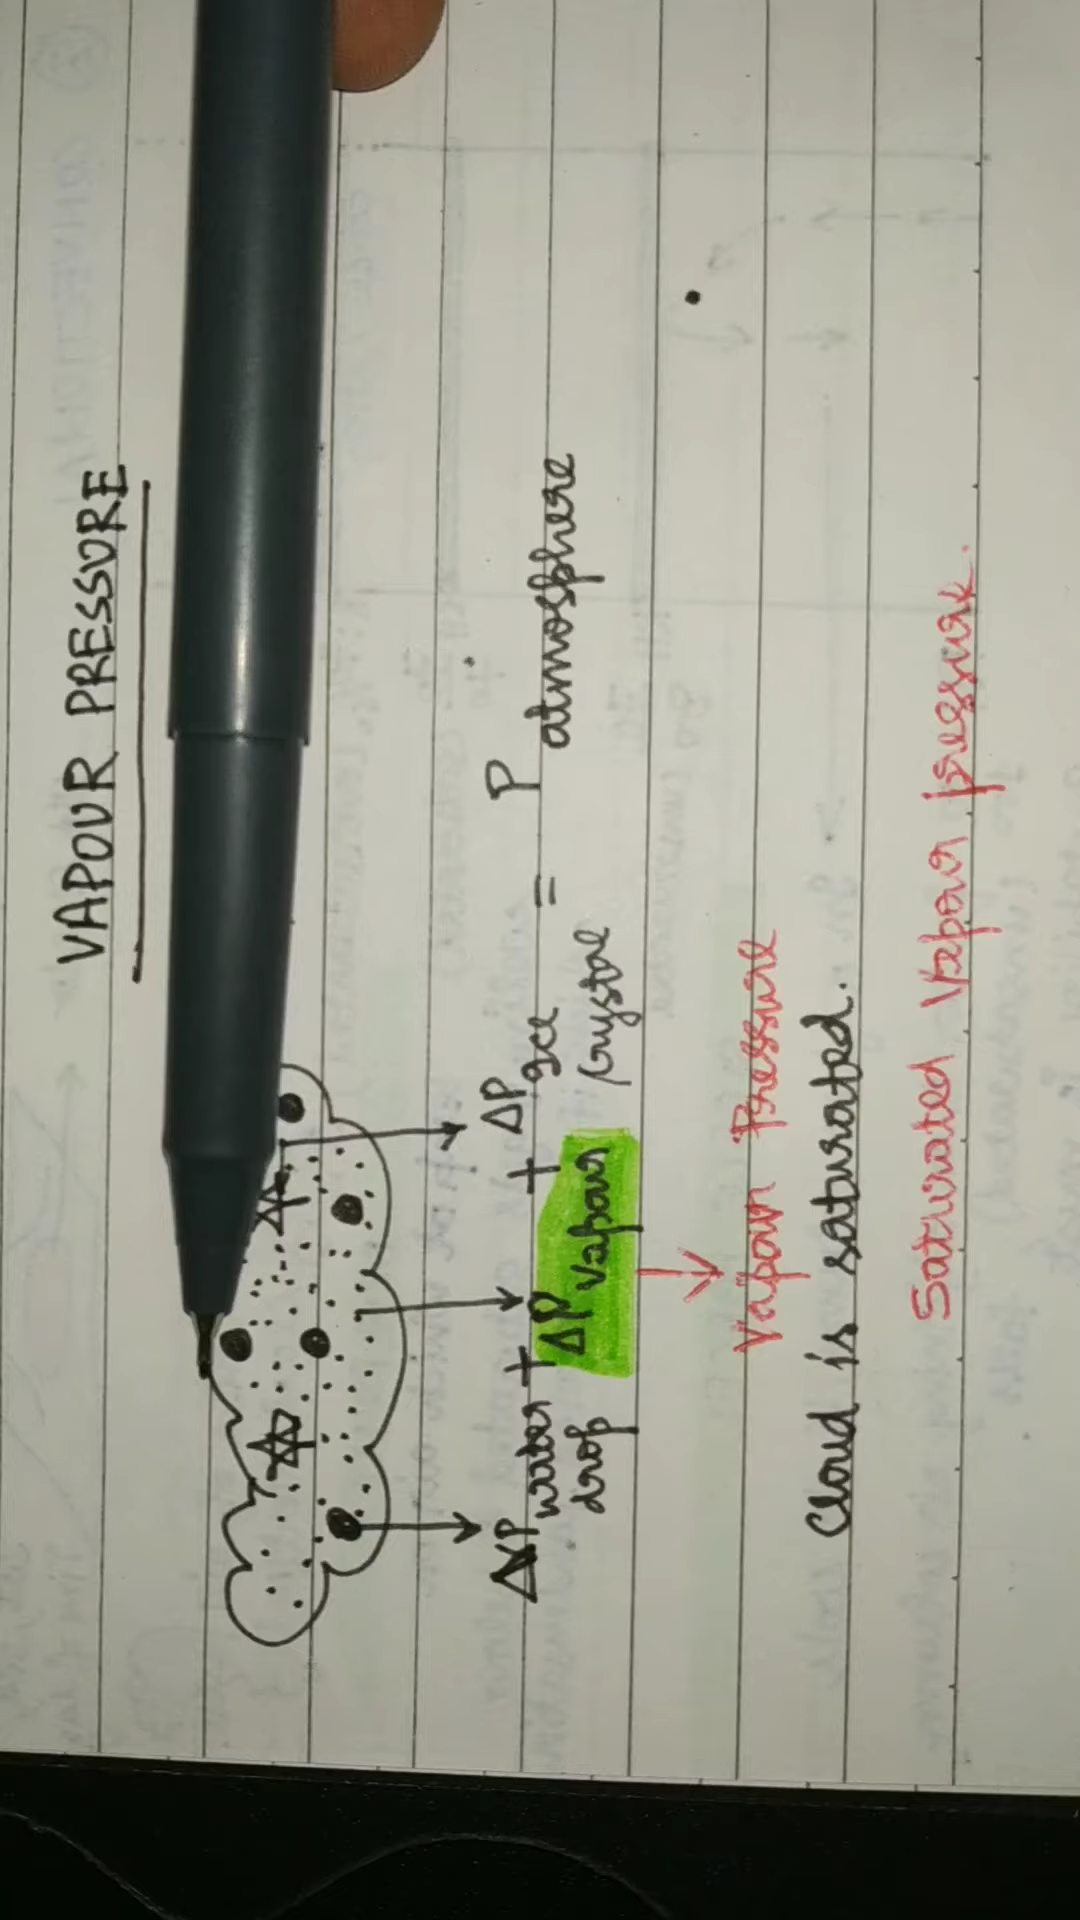 VAPOUR PRESSURE
ΔP water drop + ΔP vapour + ΔP Ice Crystal = P atmosphere
Vapour Pressure
Cloud is saturated.
Saturated Vapour pressure.